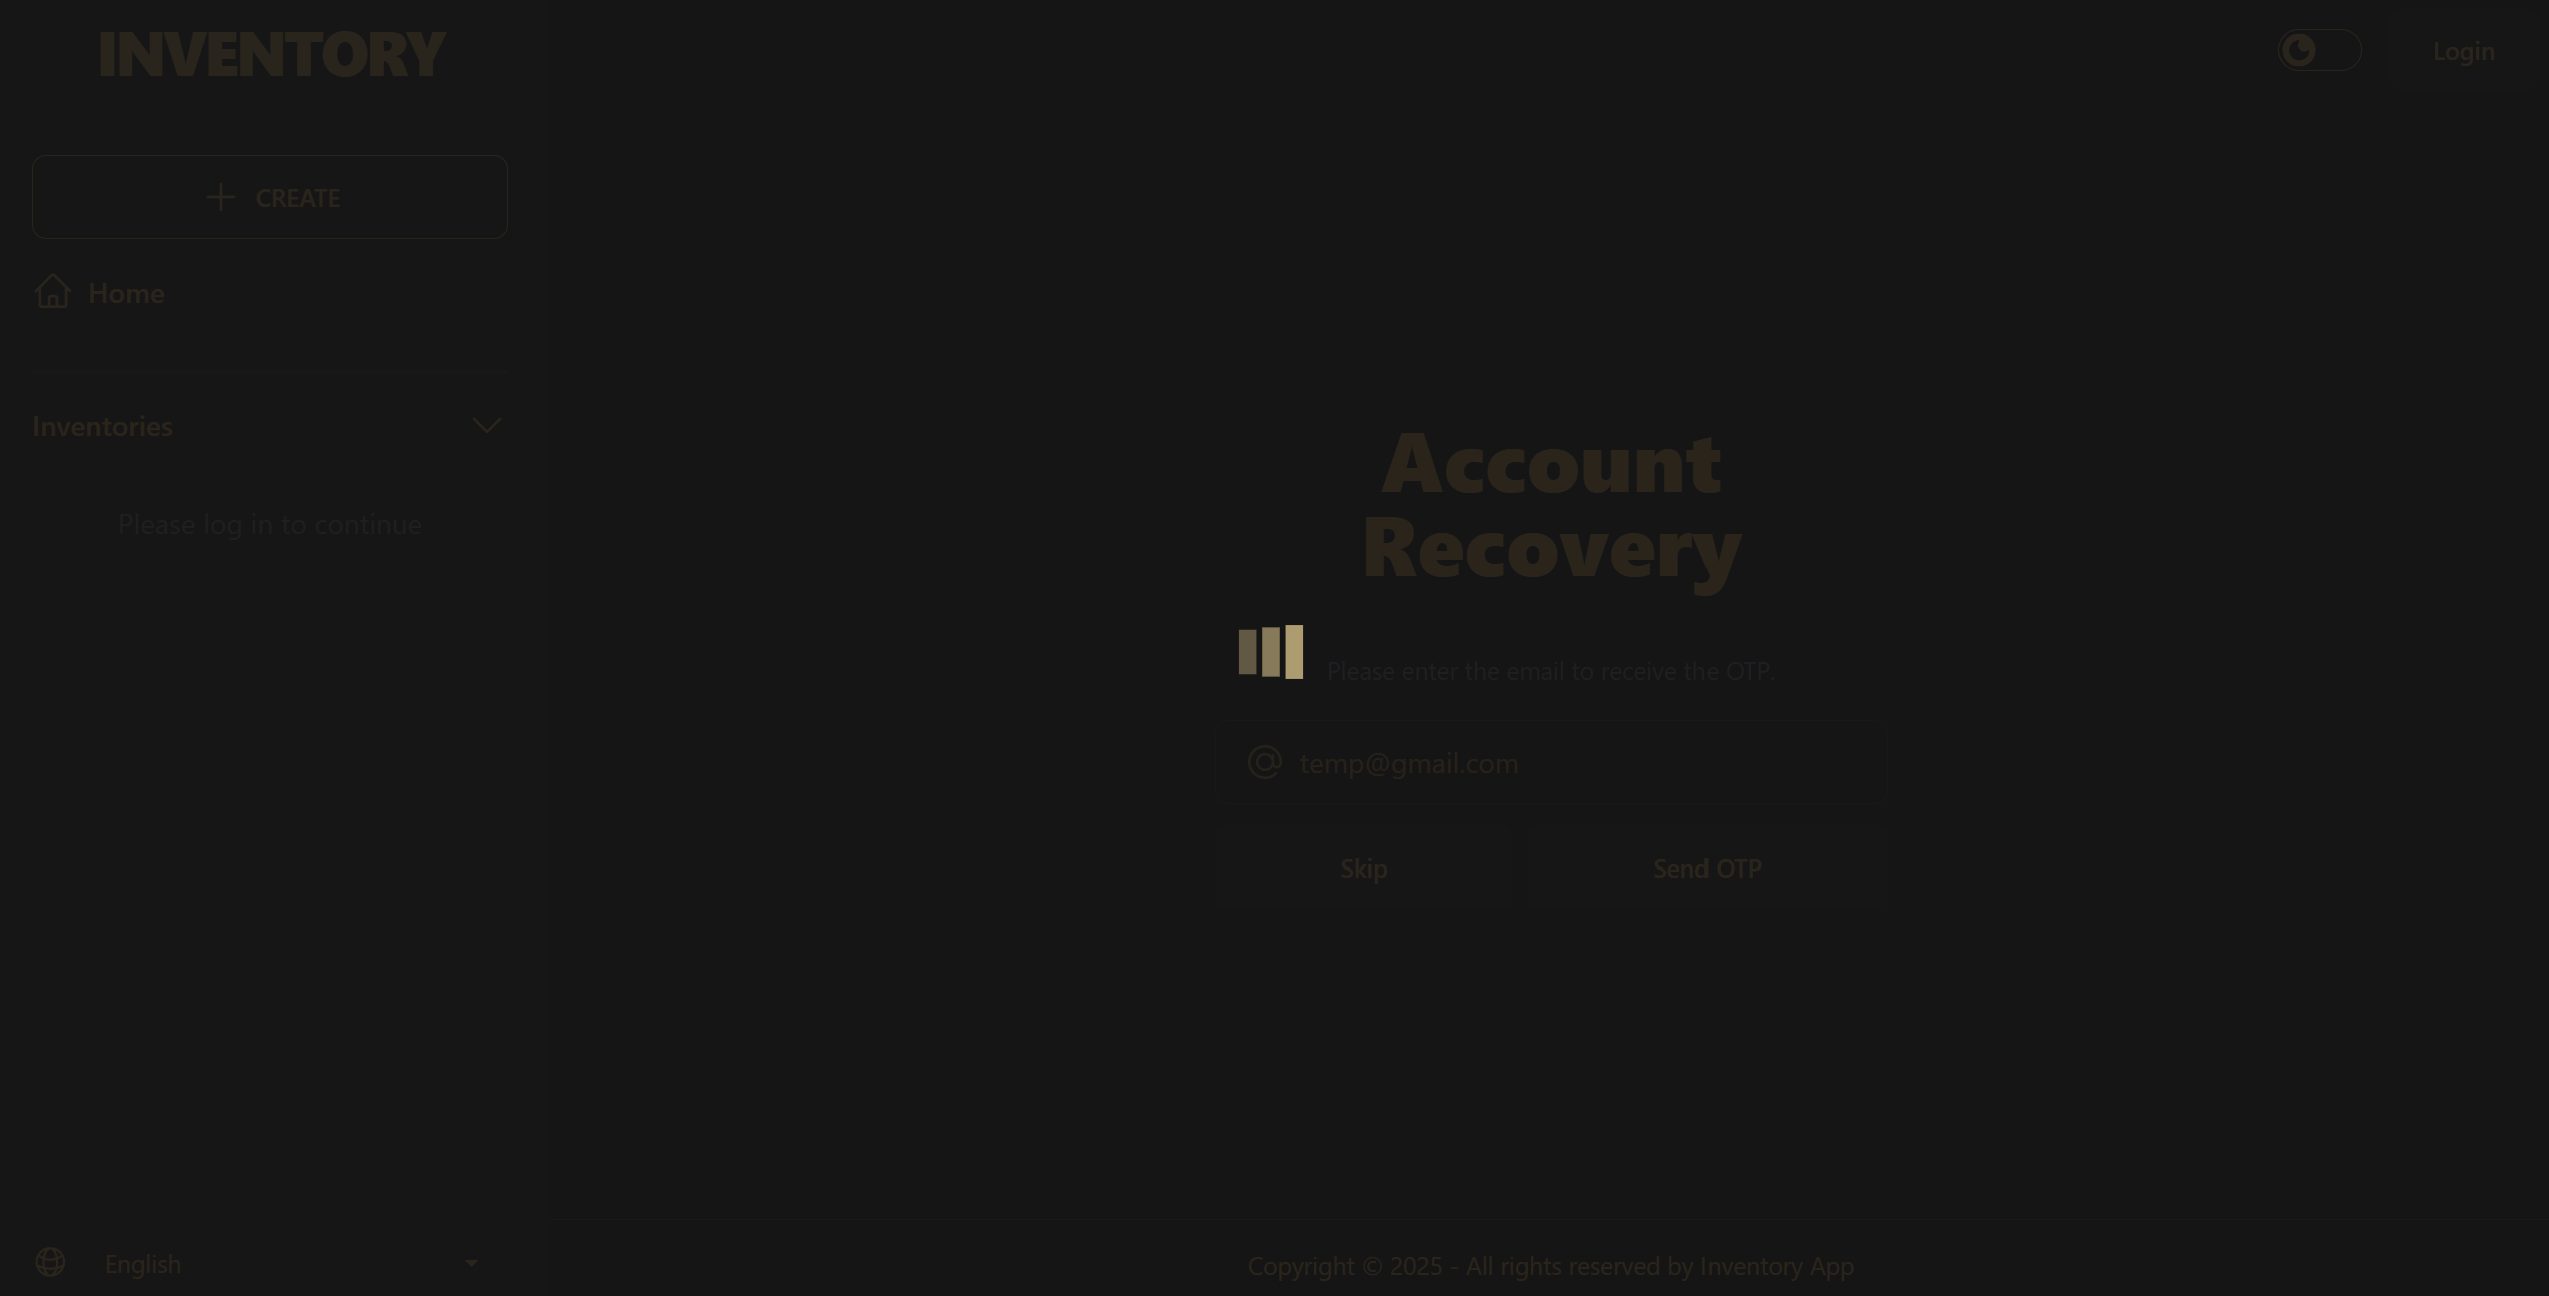 INVENTORY
Login
CREATE
Home
Inventories
Please log in to continue
Account
Recovery
Please enter the email to receive the OTP.
temp@gmail.com
Skip
Send OTP
English
Copyright © 2025 - All rights reserved by Inventory App